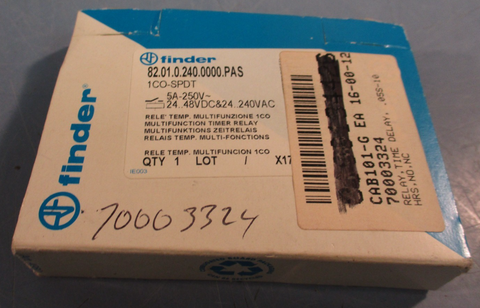 finder
82.01.0.240.0000.PAS
1CO-SPDT
5A-250V~
24..48VDC&24..240VAC
RELE' TEMP. MULTIFUNZIONE 1CO
MULTIFUNCTION TIMER RELAY
MULTIFUNKTIONS ZEITRELAIS
RELAIS TEMP. MULTI-FONCTIONS
RELE TEMP. MULTIFUNCION 1CO
QTY 1 LOT / X17
IE003
finder
70003324
CAB101-G EA 16-00-12
70003324
RELAY,TIME DELAY, .05S-10
HRS.NO.NC